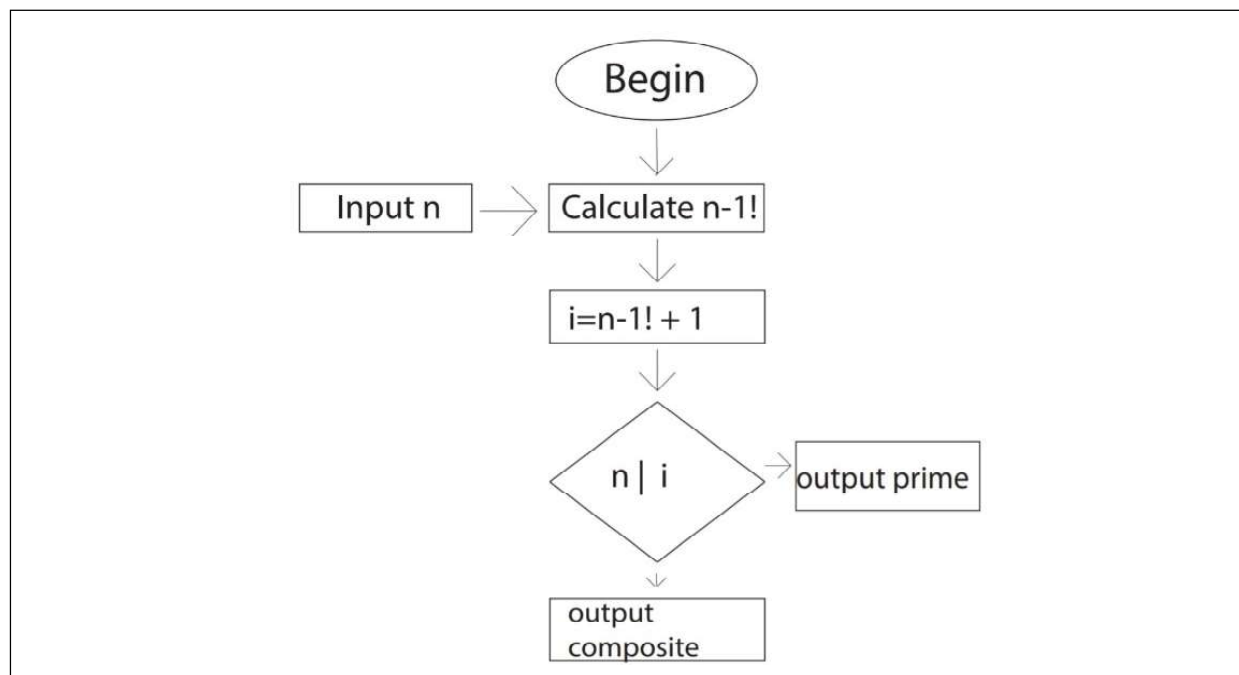 Begin
Input n
Calculate n-1!
i=n-1! + 1
n | i
output prime
output
composite